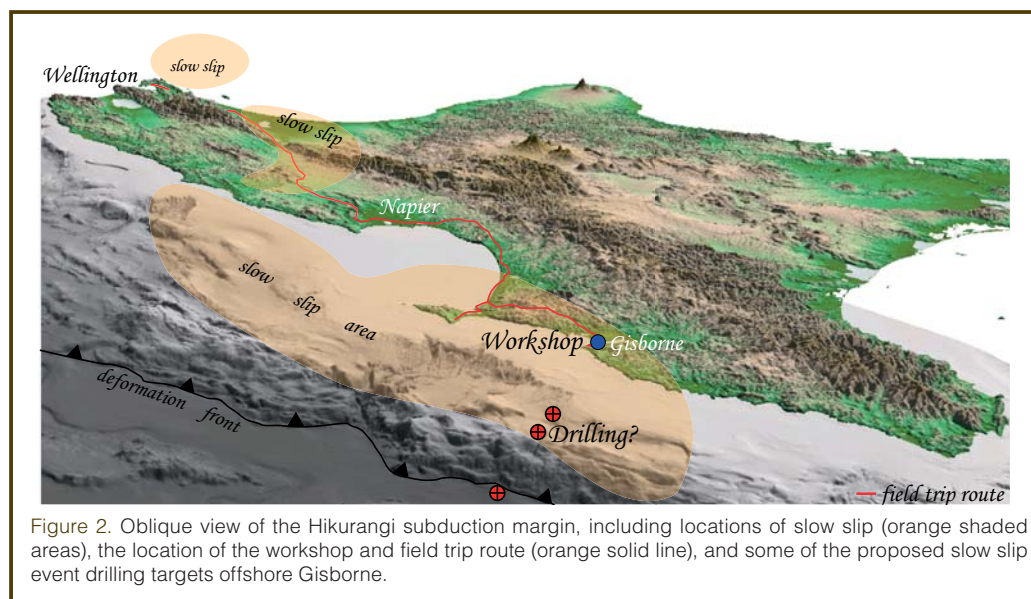 slow slip
Wellington
slow slip
Napier
slow
slip
area
Workshop
Gisborne
deformation front
Drilling?
field trip route
Figure 2. Oblique view of the Hikurangi subduction margin, including locations of slow slip (orange shaded
areas), the location of the workshop and field trip route (orange solid line), and some of the proposed slow slip
event drilling targets offshore Gisborne.